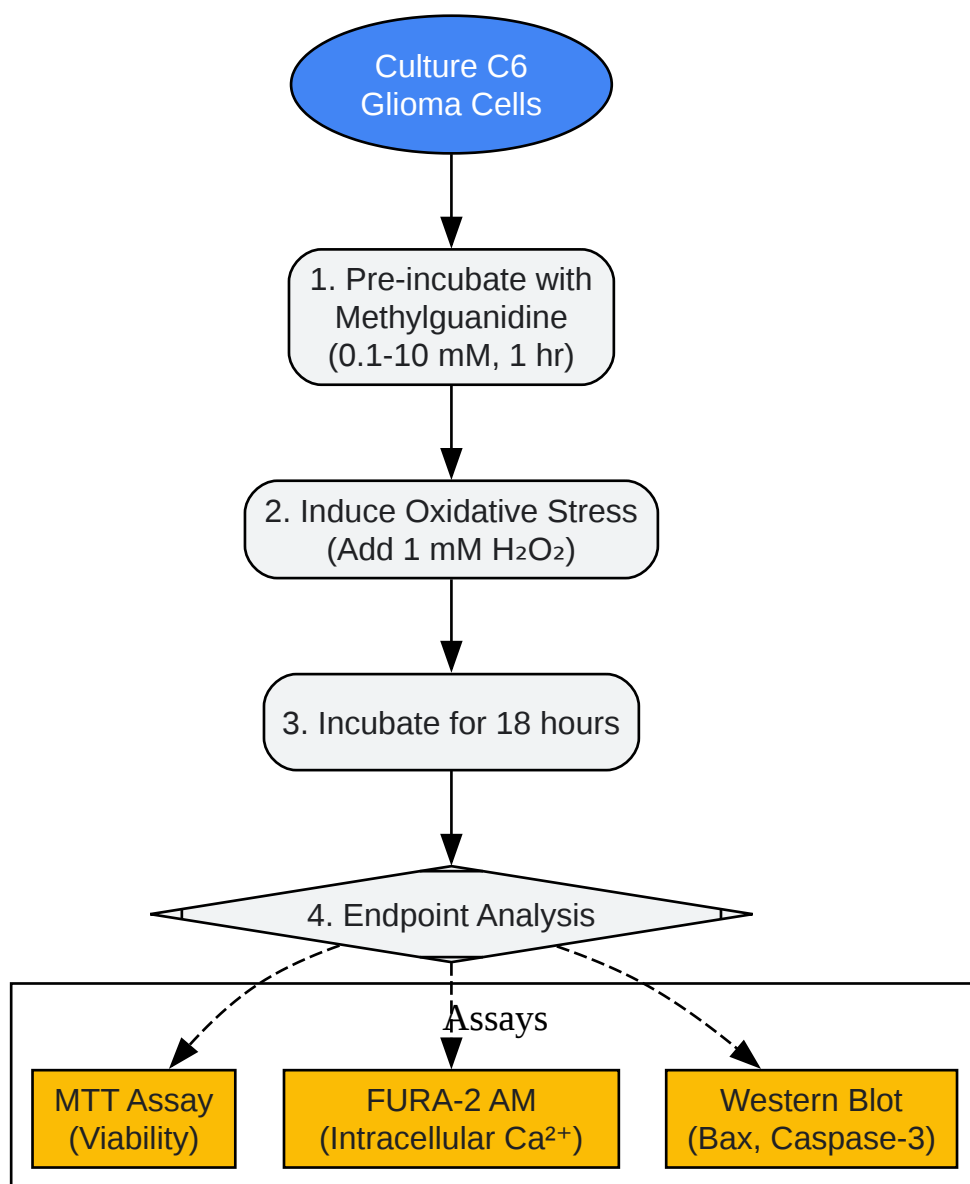 Culture C6
Glioma Cells
1. Pre-incubate with
Methylguanidine
(0.1-10 mM, 1 hr)
2. Induce Oxidative Stress
(Add 1 mM H₂O₂)
3. Incubate for 18 hours
4. Endpoint Analysis
Assays
MTT Assay
(Viability)
FURA-2 AM
(Intracellular Ca²⁺)
Western Blot
(Bax, Caspase-3)